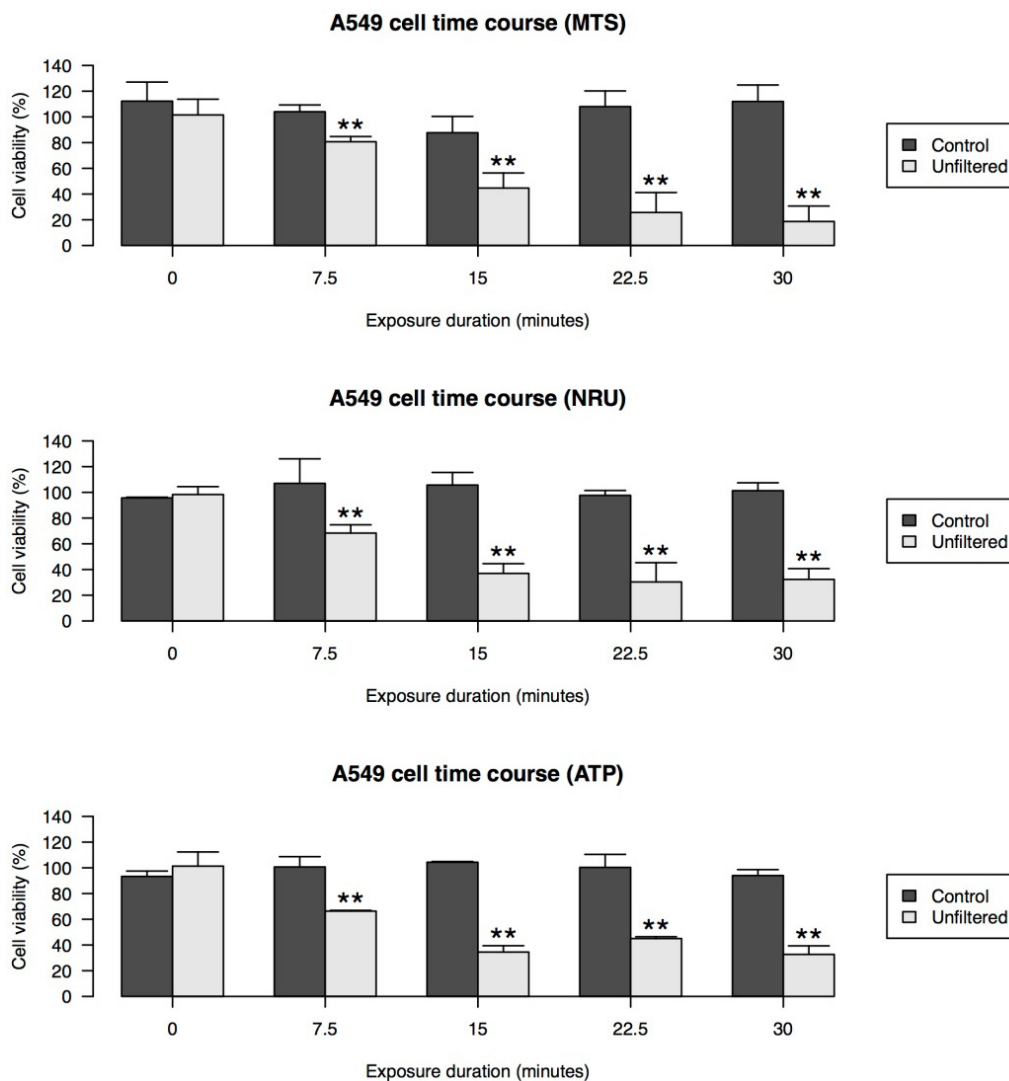 A549 cell time course (MTS)
Cell viability (%)
140
120
100
80
60
40
20
0
**
**
**
**
0 7.5 15 22.5 30
Exposure duration (minutes)
Control
Unfiltered
A549 cell time course (NRU)
Cell viability (%)
140
120
100
80
60
40
20
0
**
**
**
**
0 7.5 15 22.5 30
Exposure duration (minutes)
Control
Unfiltered
A549 cell time course (ATP)
Cell viability (%)
140
120
100
80
60
40
20
0
**
**
**
**
0 7.5 15 22.5 30
Exposure duration (minutes)
Control
Unfiltered